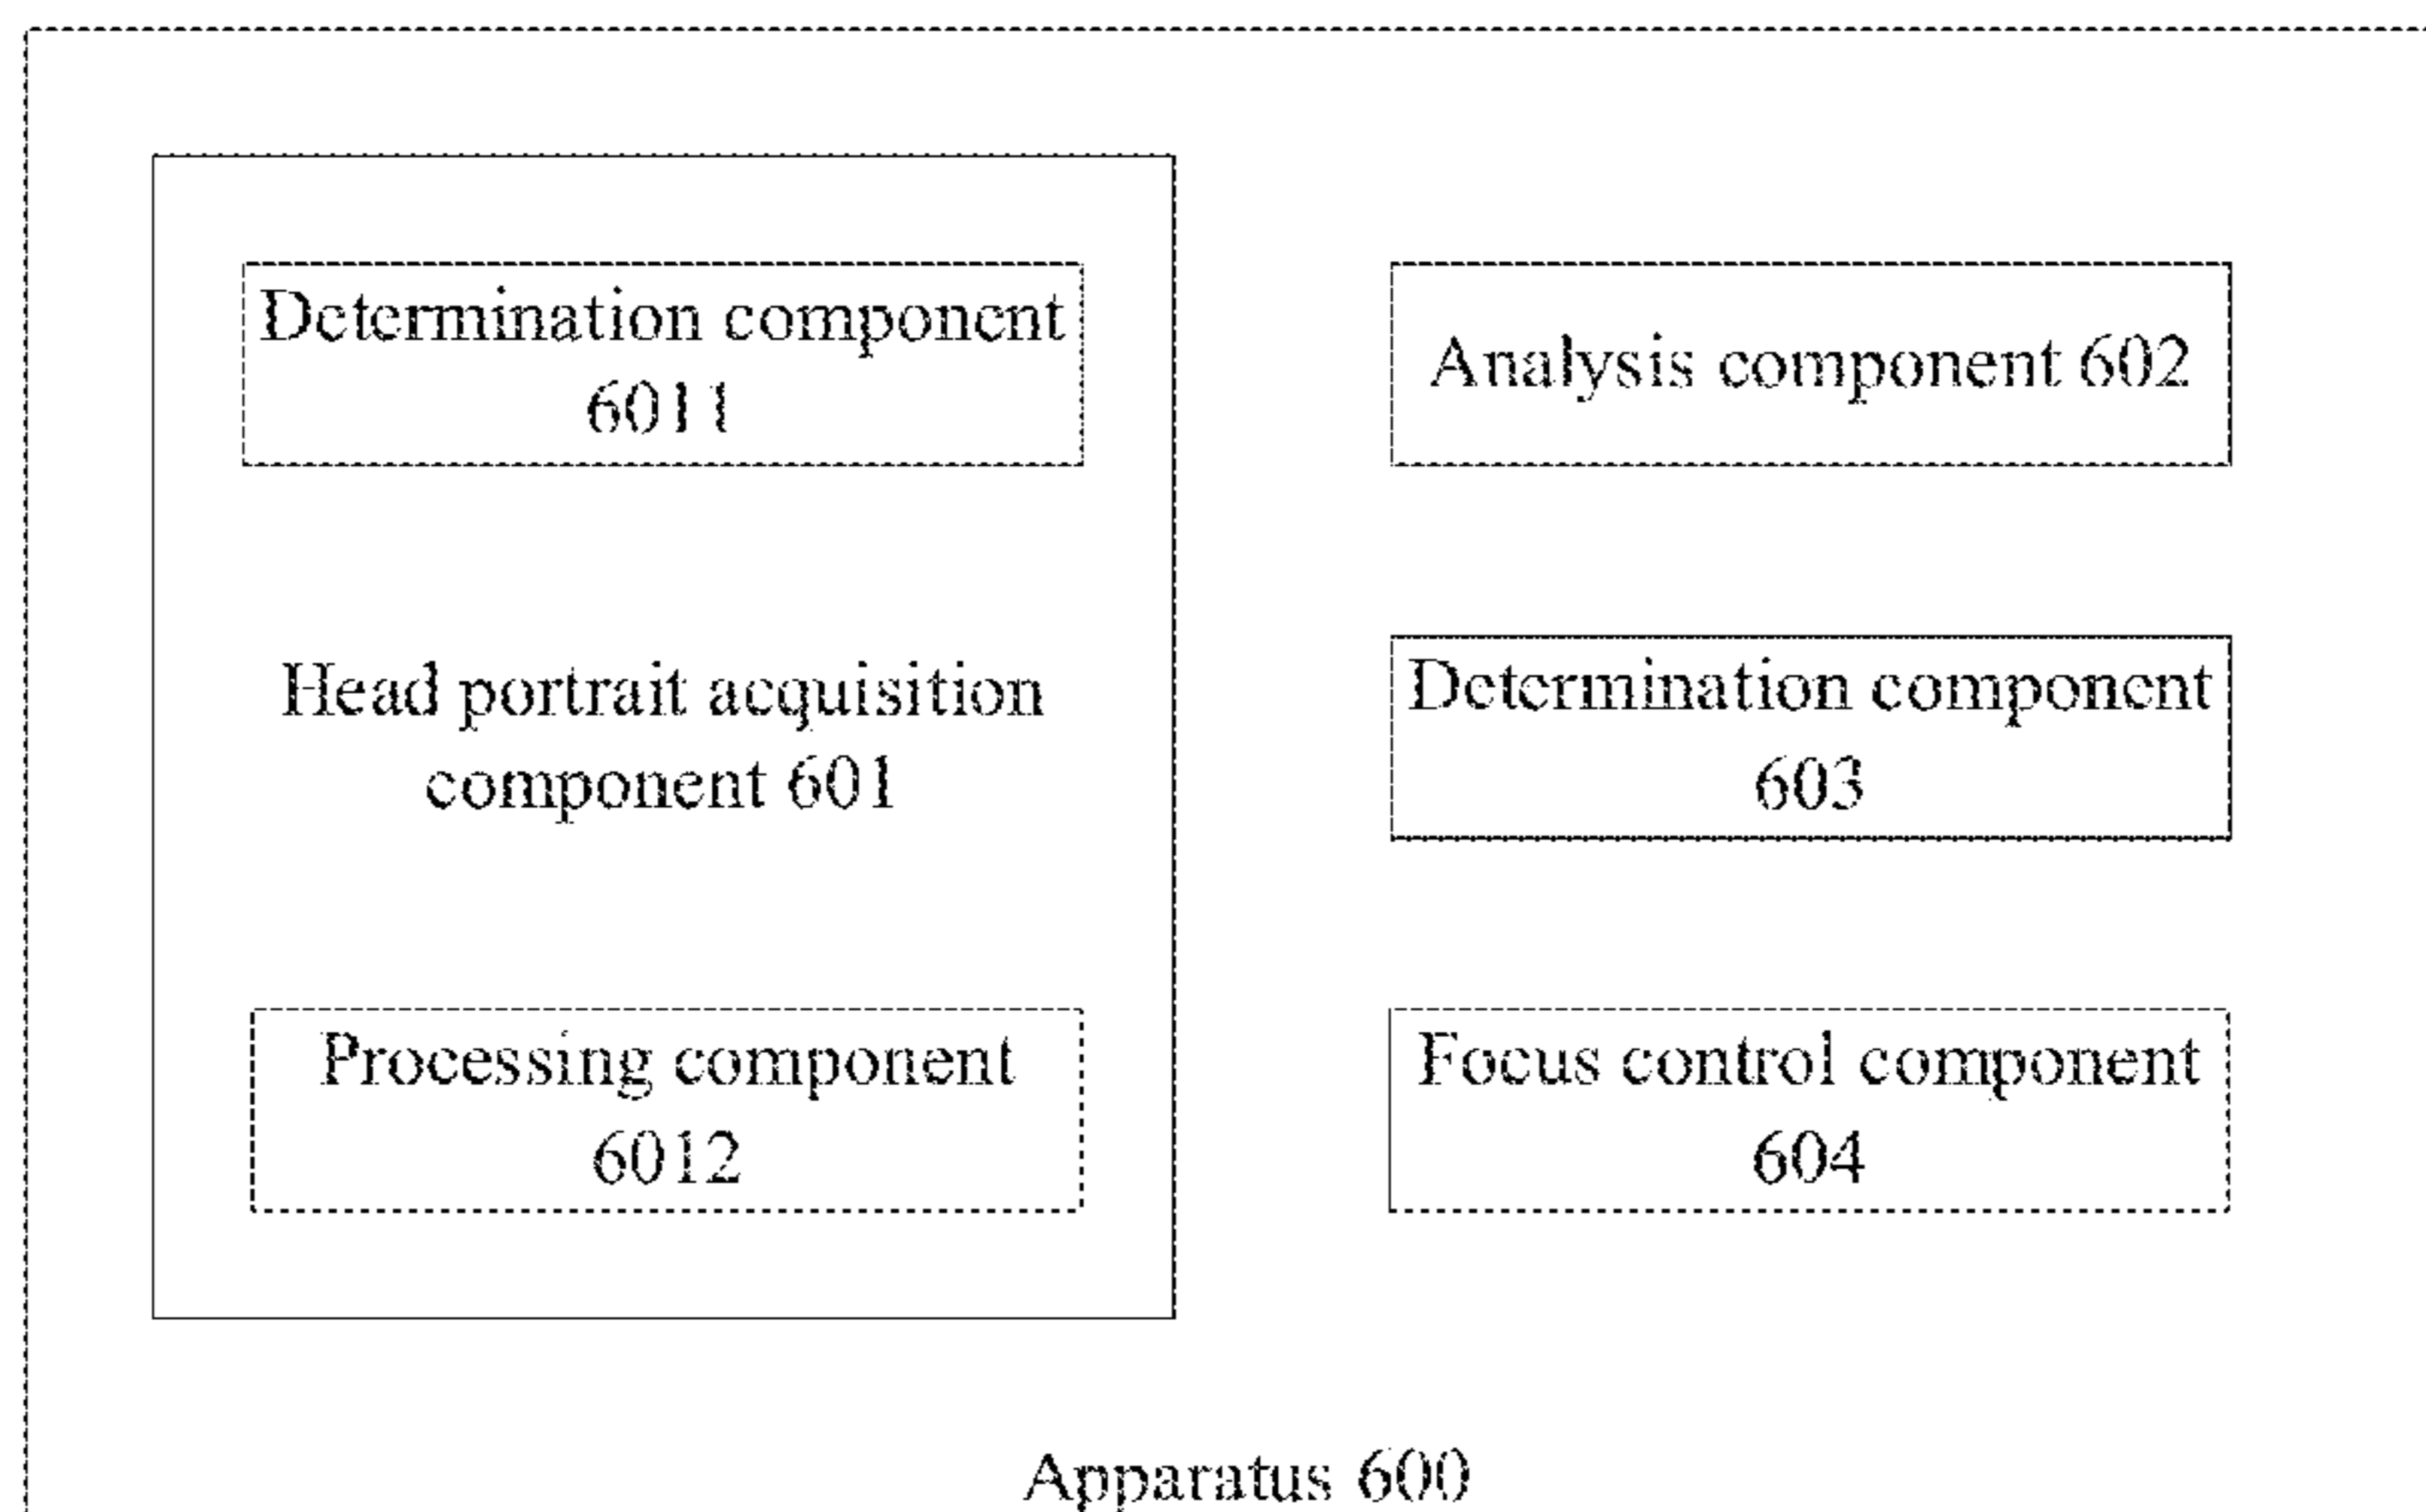 Determination component
6011
Head portrait acquisition
component 601
Processing component
6012
Analysis component 602
Determination component
603
Focus control component
604
Apparatus 600